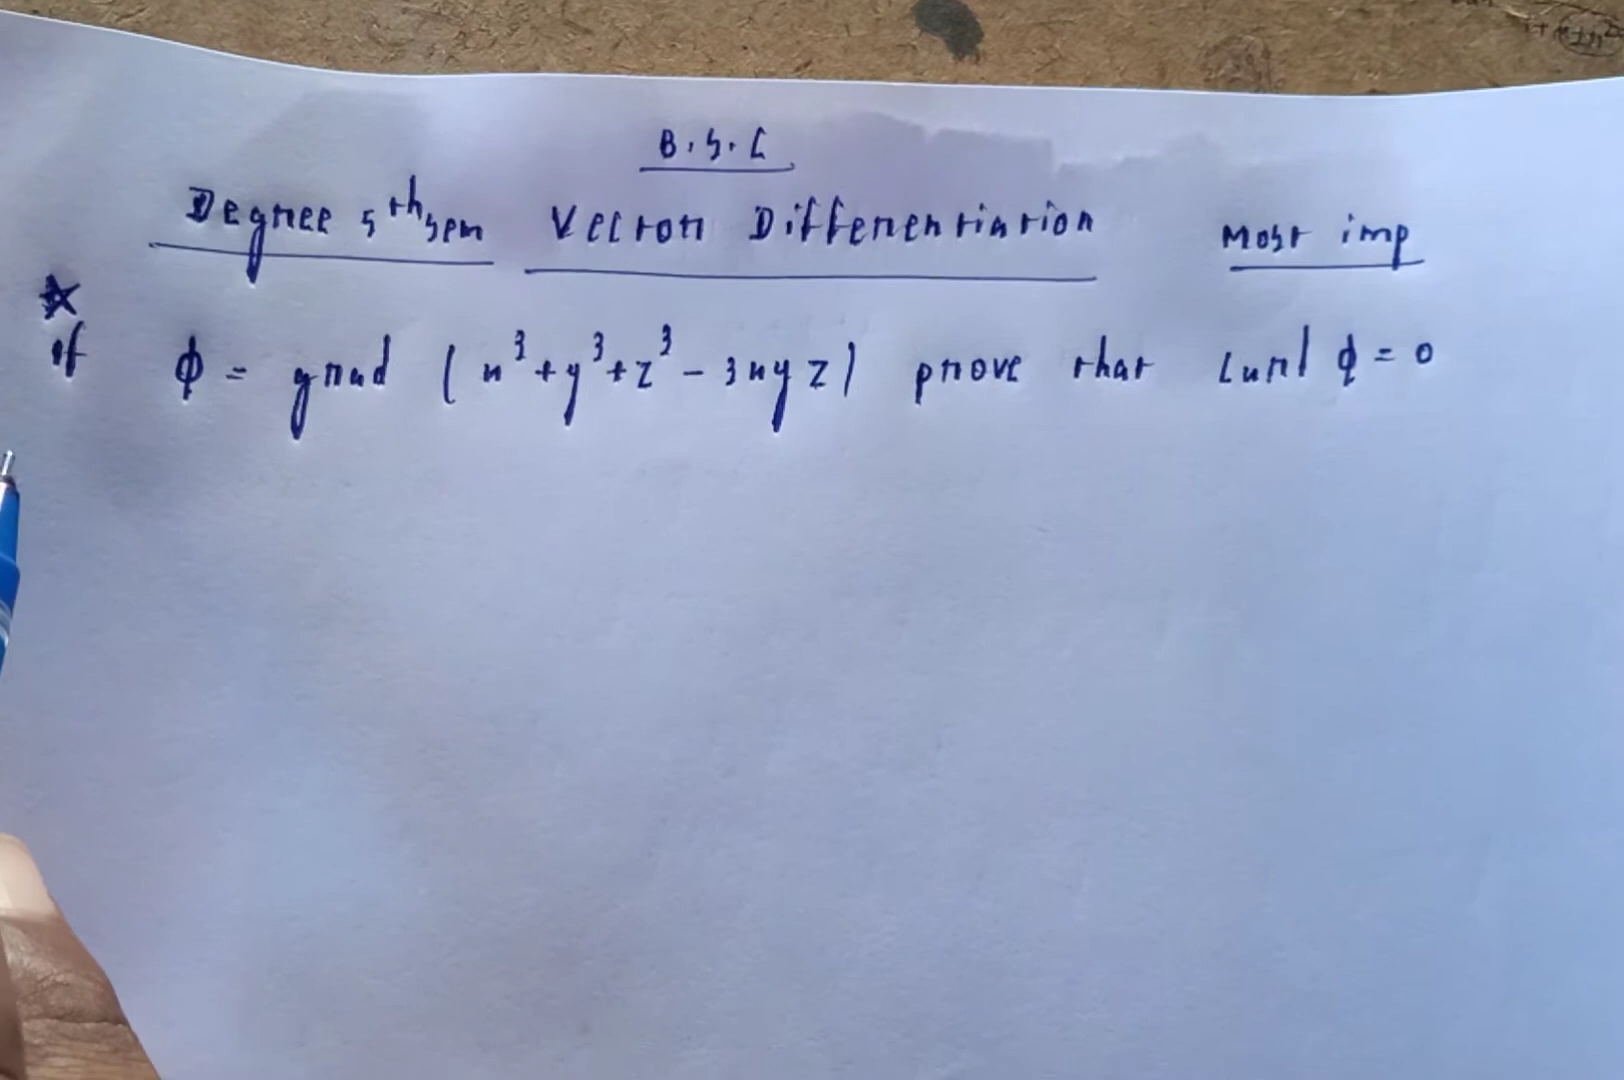 B.S.C
Degree 5th sem Vector Differentiation Most imp
If ϕ = grad (x³+y³+z³-3xyz) prove that curl ϕ = 0